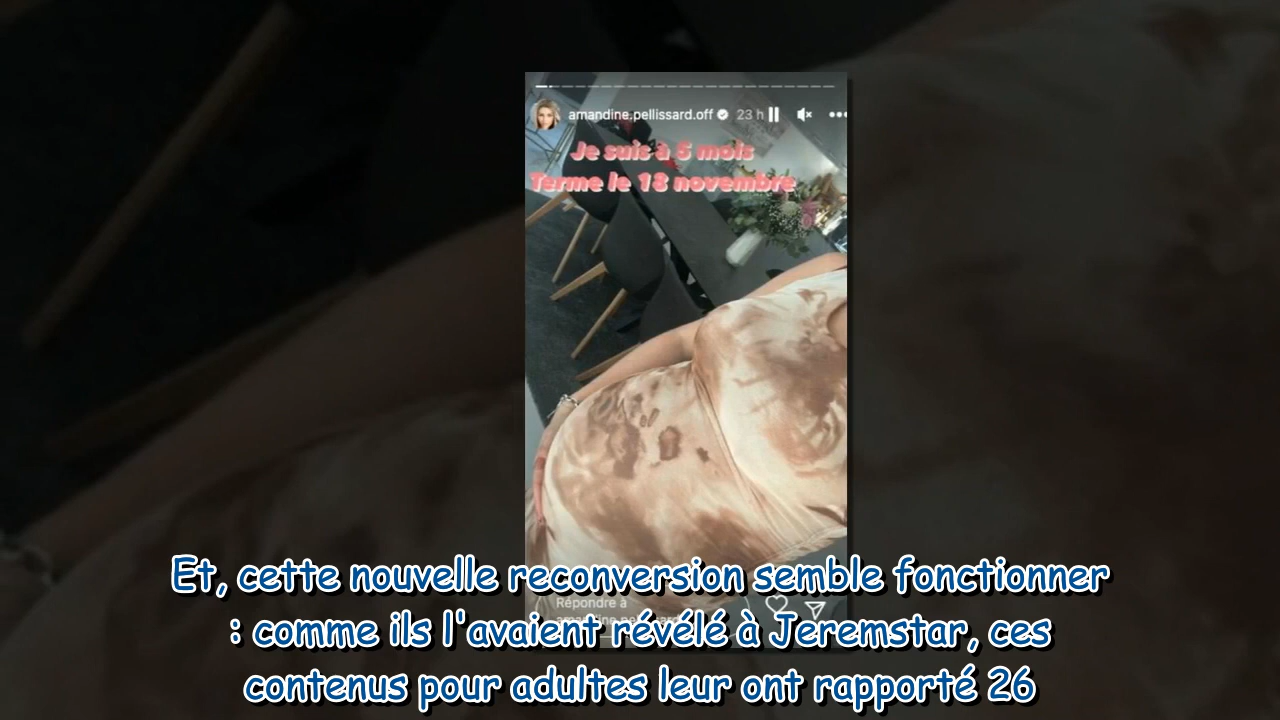 amandine.pellissard.off 23 h
Je suis à 5 mois
Terme le 18 novembre
Et, cette nouvelle reconversion semble fonctionner
Répondre à
: comme ils l'avaient révélé à Jeremstar, ces
contenus pour adultes leur ont rapporté 26